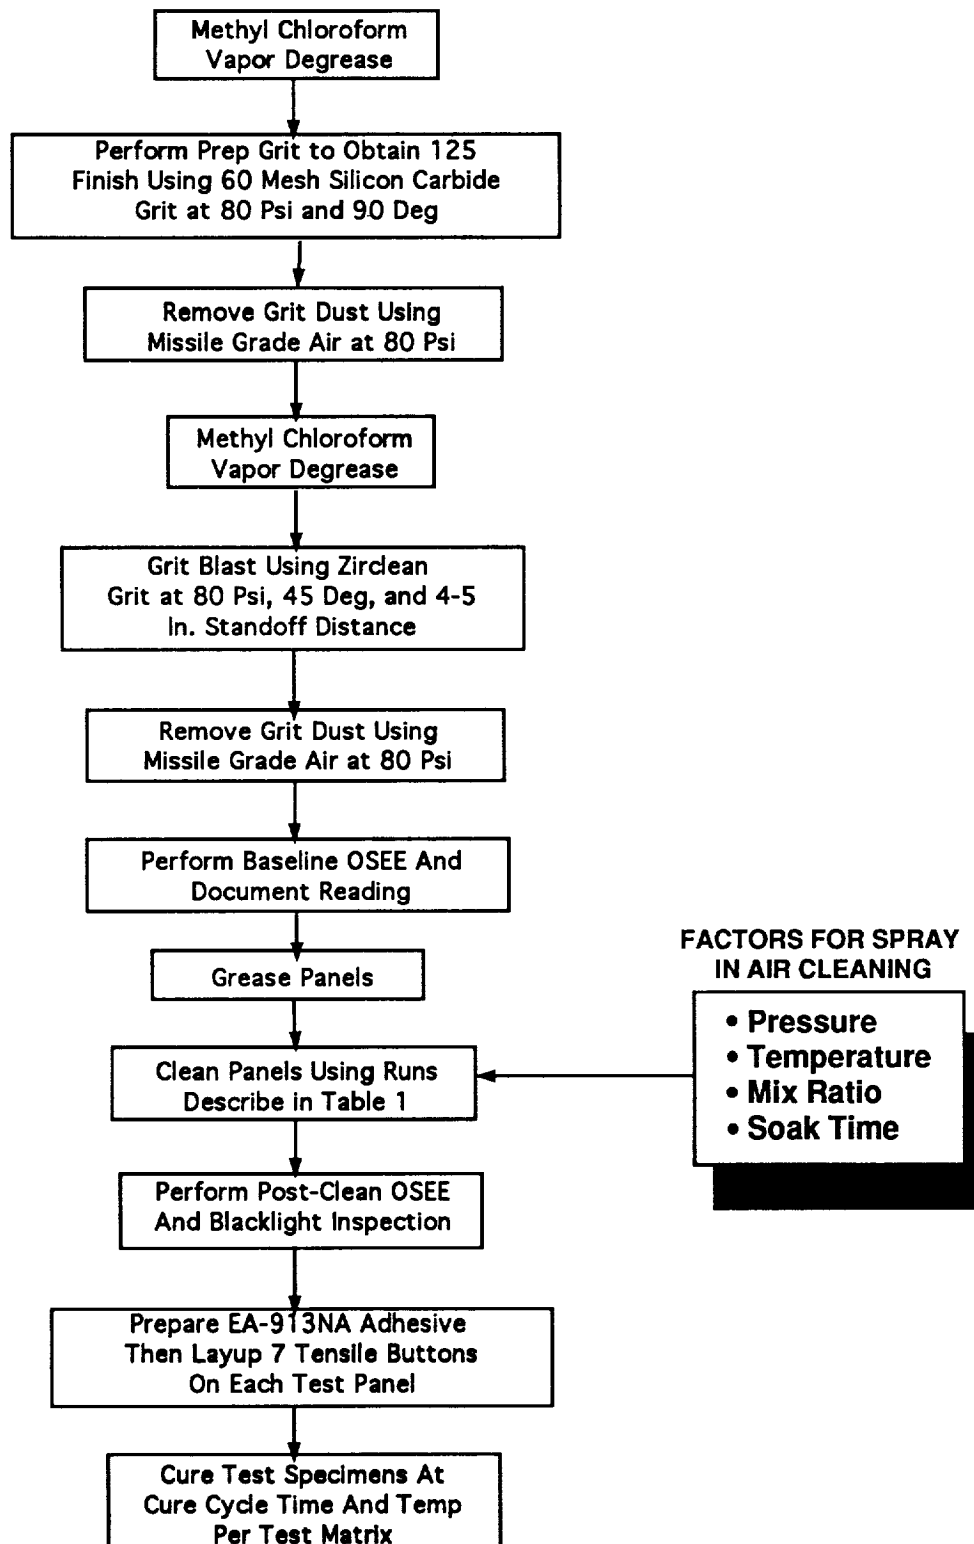 Methyl Chloroform
Vapor Degrease
Perform Prep Grit to Obtain 125
Finish Using 60 Mesh Silicon Carbide
Grit at 80 Psi and 90 Deg
Remove Grit Dust Using
Missile Grade Air at 80 Psi
Methyl Chloroform
Vapor Degrease
Grit Blast Using Zirclean
Grit at 80 Psi, 45 Deg, and 4-5
In. Standoff Distance
Remove Grit Dust Using
Missile Grade Air at 80 Psi
Perform Baseline OSEE And
Document Reading
Grease Panels
Clean Panels Using Runs
Describe in Table 1
FACTORS FOR SPRAY
IN AIR CLEANING
• Pressure
• Temperature
• Mix Ratio
• Soak Time
Perform Post-Clean OSEE
And Blacklight Inspection
Prepare EA-913NA Adhesive
Then Layup 7 Tensile Buttons
On Each Test Panel
Cure Test Specimens At
Cure Cycle Time And Temp
Per Test Matrix